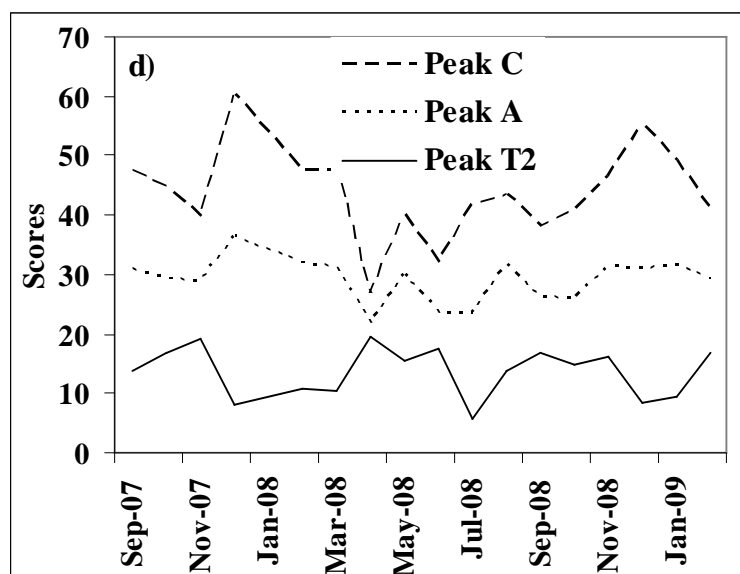 70
60
50
40
30
20
10
0
Scores
d)
Peak C
Peak A
Peak T2
Sep-07
Nov-07
Jan-08
Mar-08
May-08
Jul-08
Sep-08
Nov-08
Jan-09